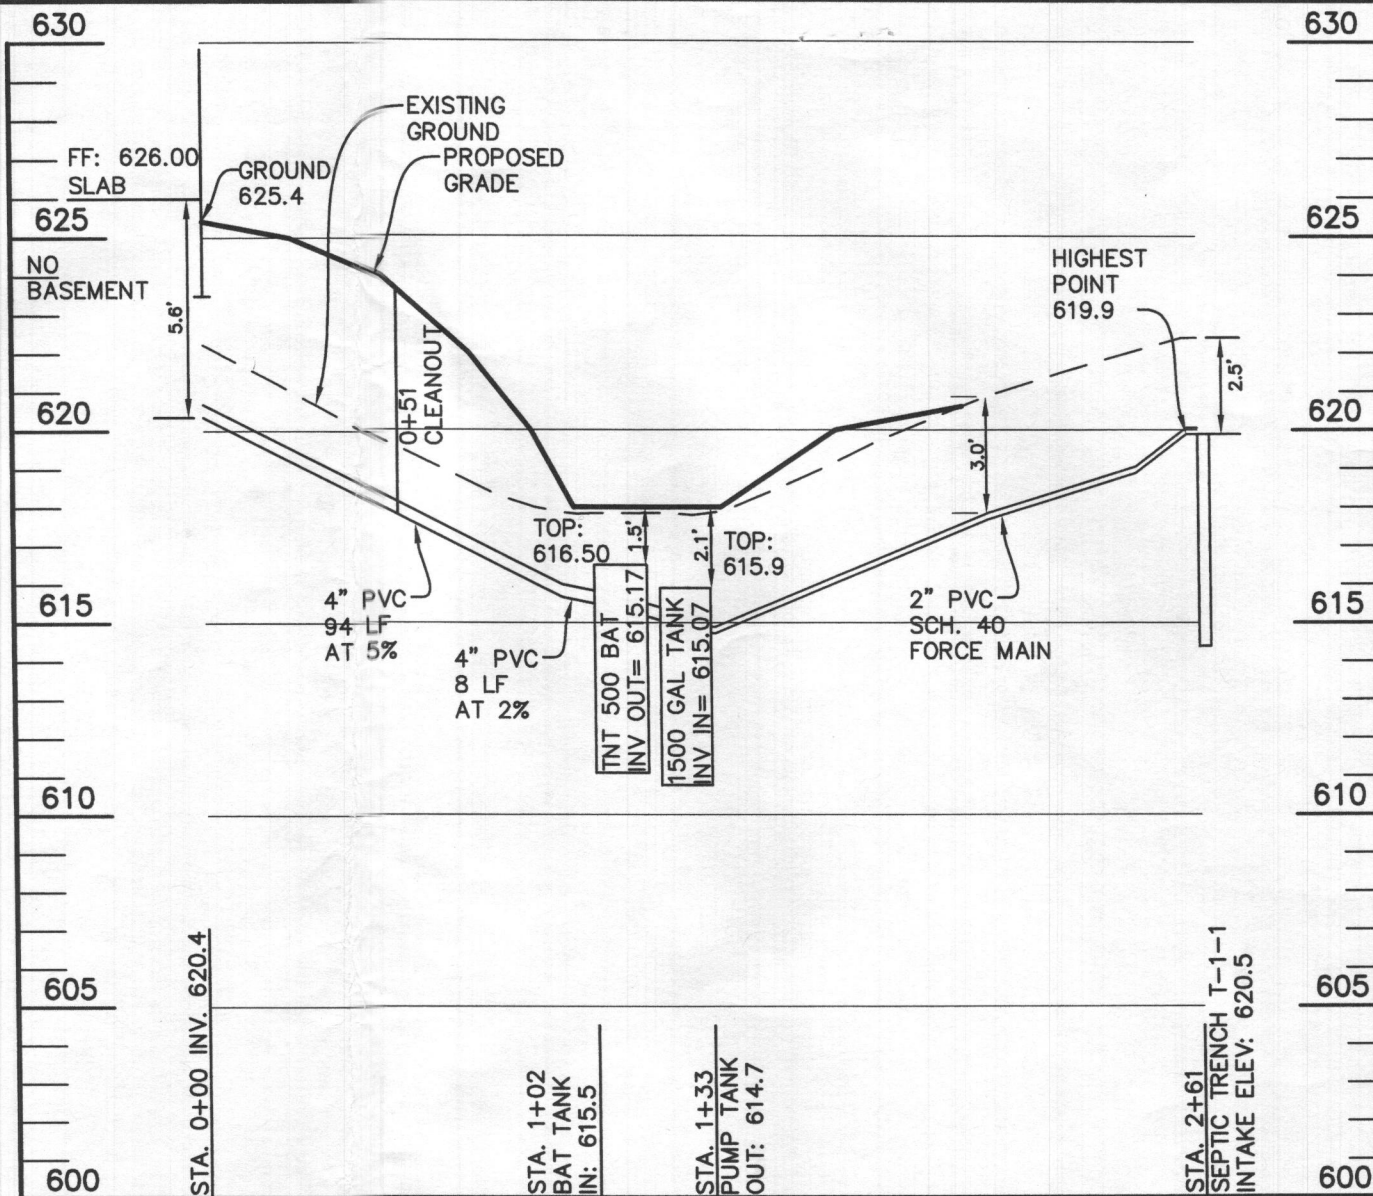 630
630
EXISTING
GROUND
PROPOSED
GRADE
FF: 626.00
SLAB
GROUND
625.4
625
625
NO
BASEMENT
HIGHEST
POINT
619.9
5.6'
2.5'
620
620
0+51
CLEANOUT
3.0'
TOP:
616.50
1.5'
2.1'
TOP:
615.9
615
615
4" PVC
94 LF
AT 5%
4" PVC
8 LF
AT 2%
TNT 500 BAT
INV OUT= 615.17
1500 GAL TANK
INV IN= 615.07
2" PVC
SCH. 40
FORCE MAIN
610
610
605
605
STA. 0+00 INV. 620.4
STA. 1+02
BAT TANK
IN: 615.5
STA. 1+33
PUMP TANK
OUT: 614.7
STA. 2+61
SEPTIC TRENCH T-1-1
INTAKE ELEV: 620.5
600
600